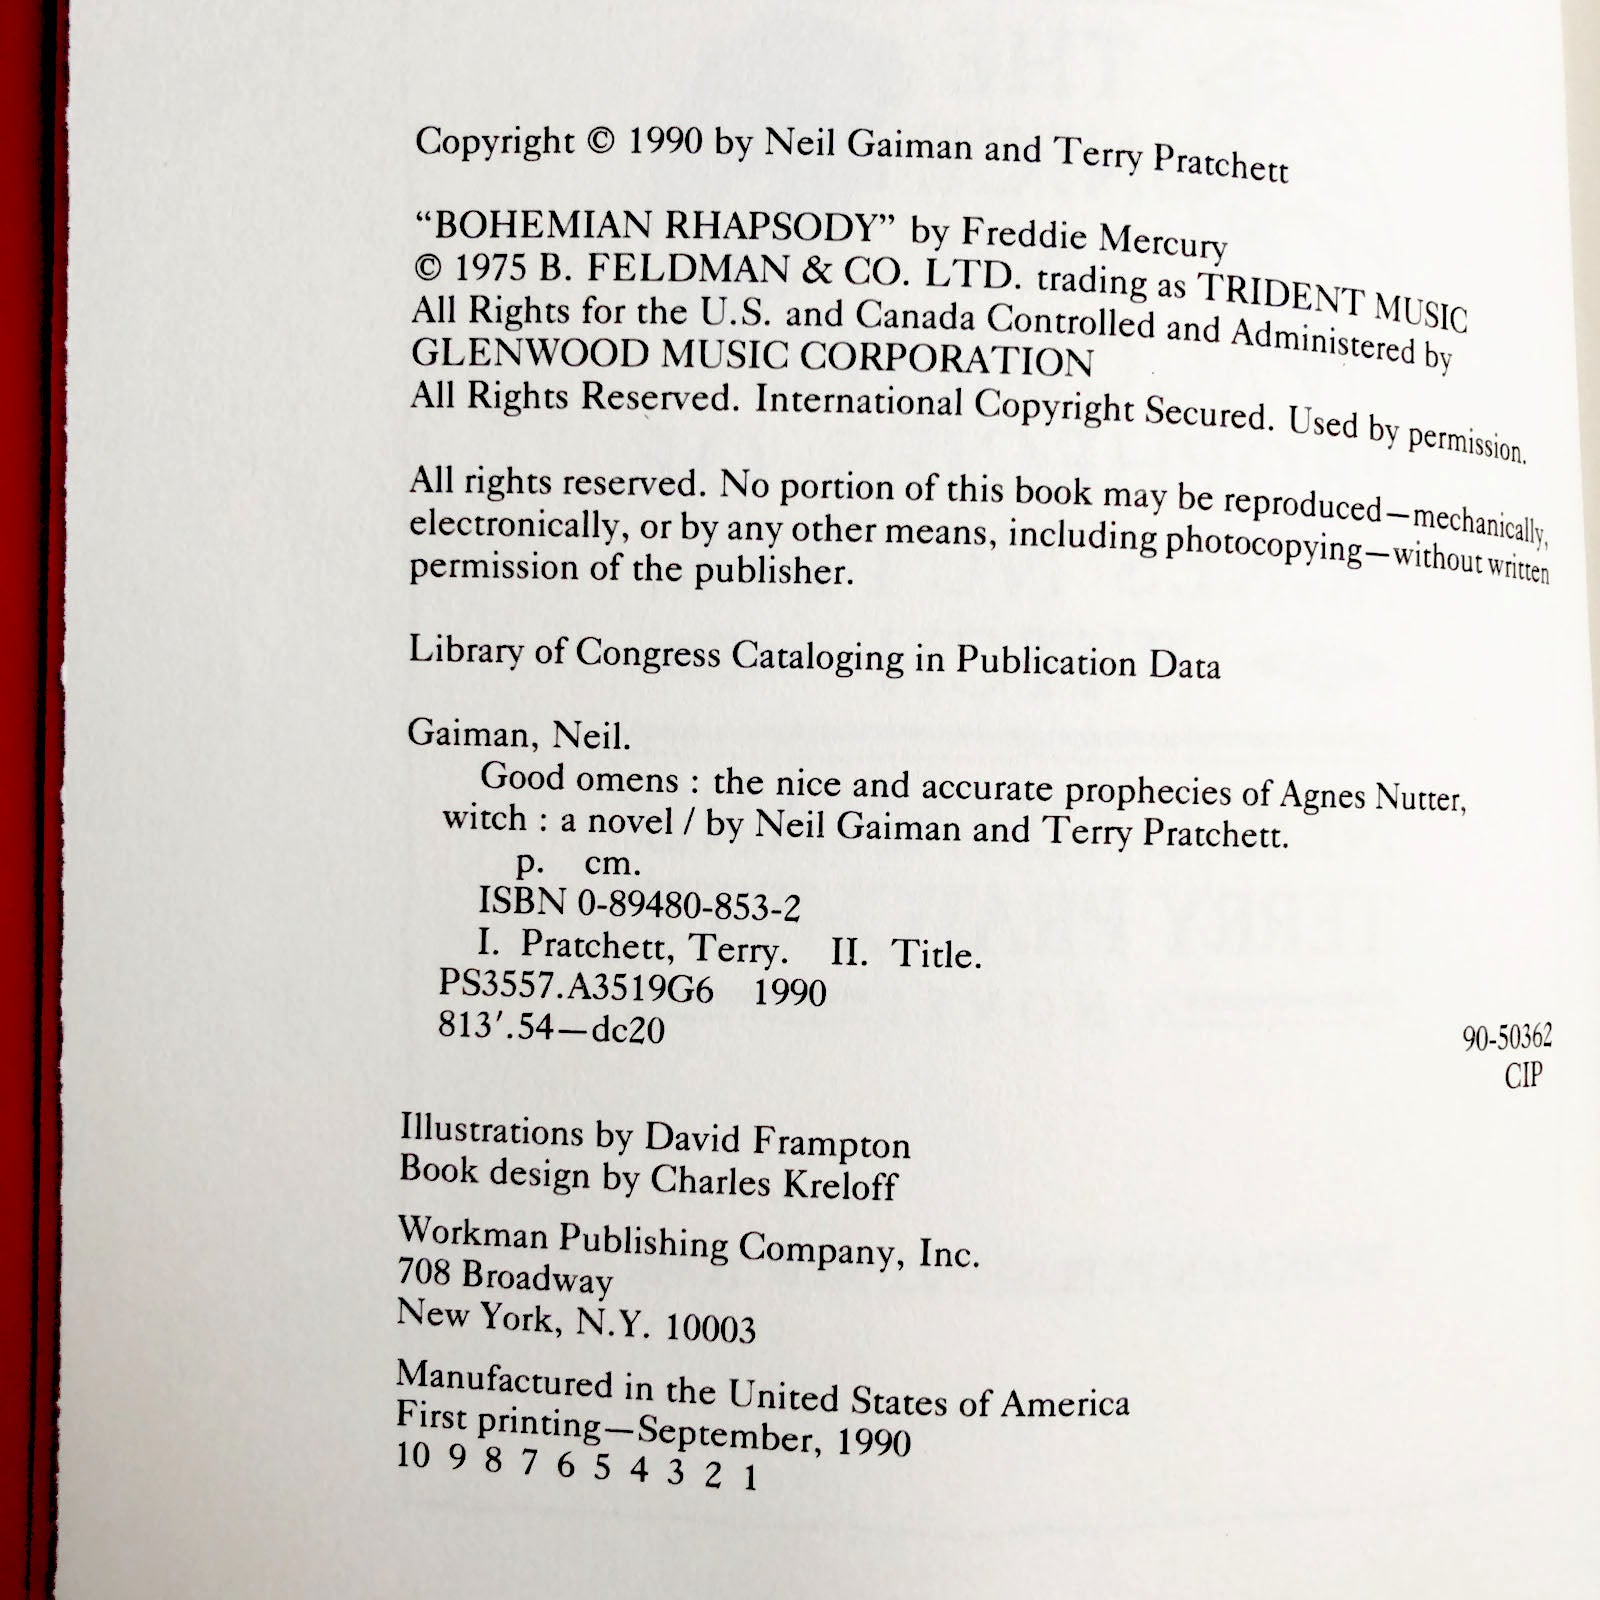 Copyright © 1990 by Neil Gaiman and Terry Pratchett
“BOHEMIAN RHAPSODY” by Freddie Mercury
© 1975 B. FELDMAN & CO. LTD. trading as TRIDENT MUSIC
All Rights for the U.S. and Canada Controlled and Administered by
GLENWOOD MUSIC CORPORATION
All Rights Reserved. International Copyright Secured. Used by permission.
All rights reserved. No portion of this book may be reproduced—mechanically,
electronically, or by any other means, including photocopying—without written
permission of the publisher.
Library of Congress Cataloging in Publication Data
Gaiman, Neil.
Good omens : the nice and accurate prophecies of Agnes Nutter,
witch : a novel / by Neil Gaiman and Terry Pratchett.
p. cm.
ISBN 0-89480-853-2
I. Pratchett, Terry. II. Title.
PS3557.A3519G6 1990
813′.54—dc20 90-50362
CIP
Illustrations by David Frampton
Book design by Charles Kreloff
Workman Publishing Company, Inc.
708 Broadway
New York, N.Y. 10003
Manufactured in the United States of America
First printing—September, 1990
10 9 8 7 6 5 4 3 2 1